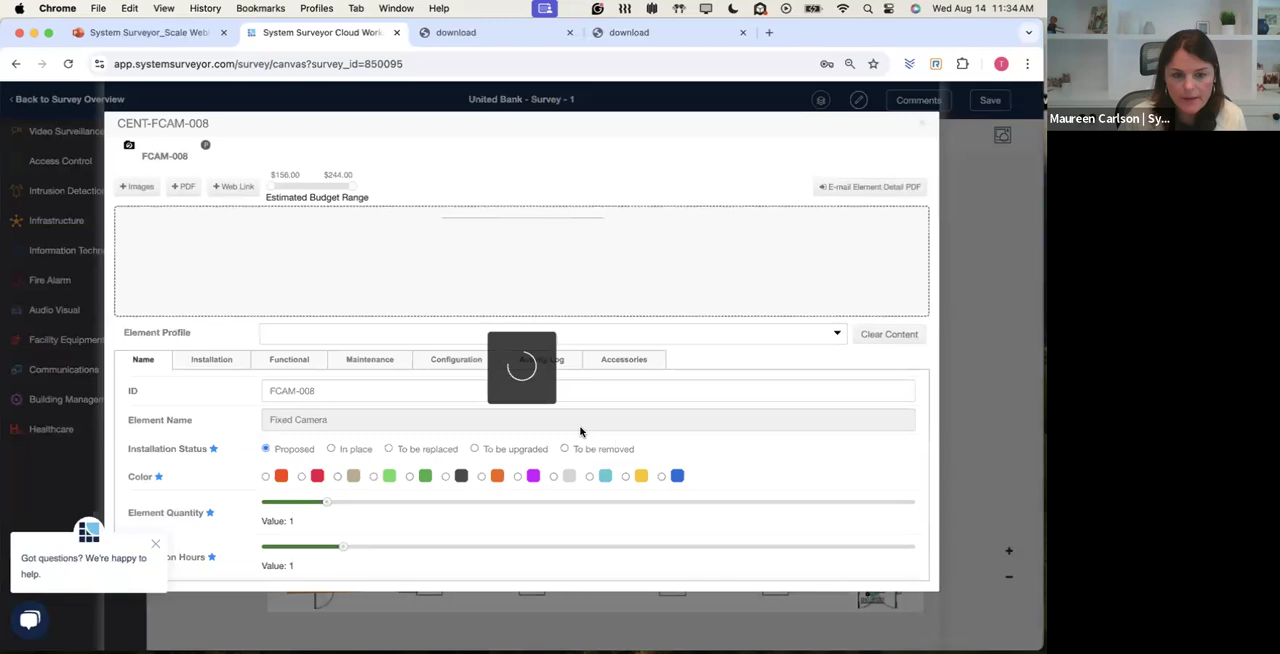 Chrome File Edit View History Bookmarks Profiles Tab Window Help Wed Aug 14 11:34 AM
System Surveyor_Scale Web System Surveyor Cloud Work download download
app.systemsurveyor.com/survey/canvas?survey_id=850095
Maureen Carlson | Sy...
Back to Survey Overview United Bank - Survey - 1 Comments Save
Video Surveillance
Access Control
Intrusion Detectio
Infrastructure
Information Techn
Fire Alarm
Audio Visual
Facility Equipment
Communications
Building Managem
Healthcare
CENT-FCAM-008
P
FCAM-008
+ Images + PDF + Web Link
$156.00 $244.00
Estimated Budget Range
E-mail Element Detail PDF
Element Profile Clear Content
Name Installation Functional Maintenance Configuration Log Accessories
ID FCAM-008
Element Name Fixed Camera
Installation Status Proposed In place To be replaced To be upgraded To be removed
Color
Element Quantity
Value: 1
on Hours
Value: 1
Got questions? We're happy to
help.